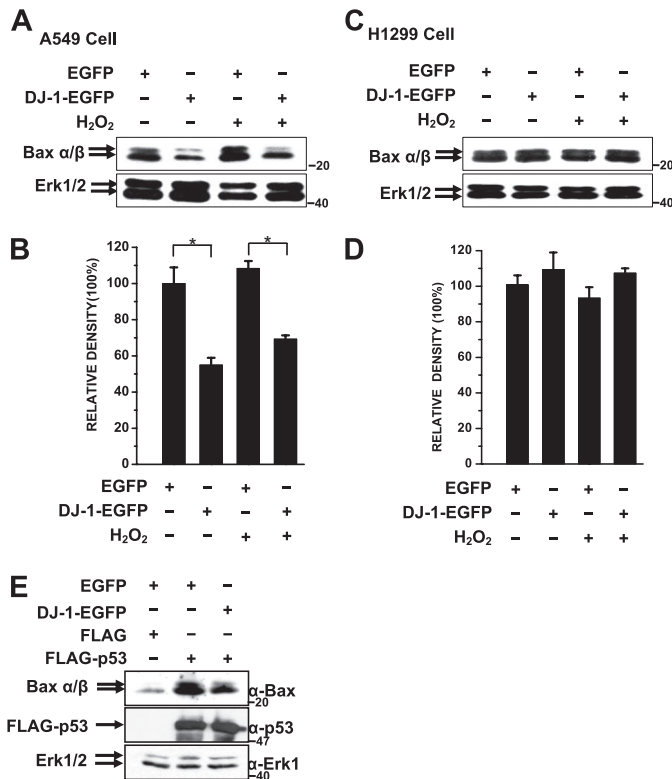 A
A549 Cell
EGFP + – + –
DJ-1-EGFP – + – +
H₂O₂ – – + +
Bax α/β
–20
Erk1/2
–40
B
RELATIVE DENSITY(100%)
120
100
80
60
40
20
0
* *
EGFP + – + –
DJ-1-EGFP – + – +
H₂O₂ – – + +
C
H1299 Cell
EGFP + – + –
DJ-1-EGFP – + – +
H₂O₂ – – + +
Bax α/β
–20
Erk1/2
–40
D
RELATIVE DENSITY (100%)
120
100
80
60
40
20
0
EGFP + – + –
DJ-1-EGFP – + – +
H₂O₂ – – + +
E
EGFP + + –
DJ-1-EGFP – – +
FLAG + – –
FLAG-p53 – + +
Bax α/β
α-Bax
–20
FLAG-p53
α-p53
–47
Erk1/2
α-Erk1
–40